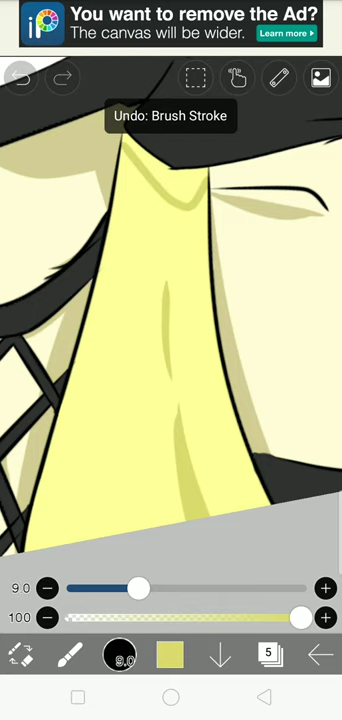 iP
You want to remove the Ad?
The canvas will be wider.
Learn more ▸
Undo: Brush Stroke
9.0
100
9.0
5